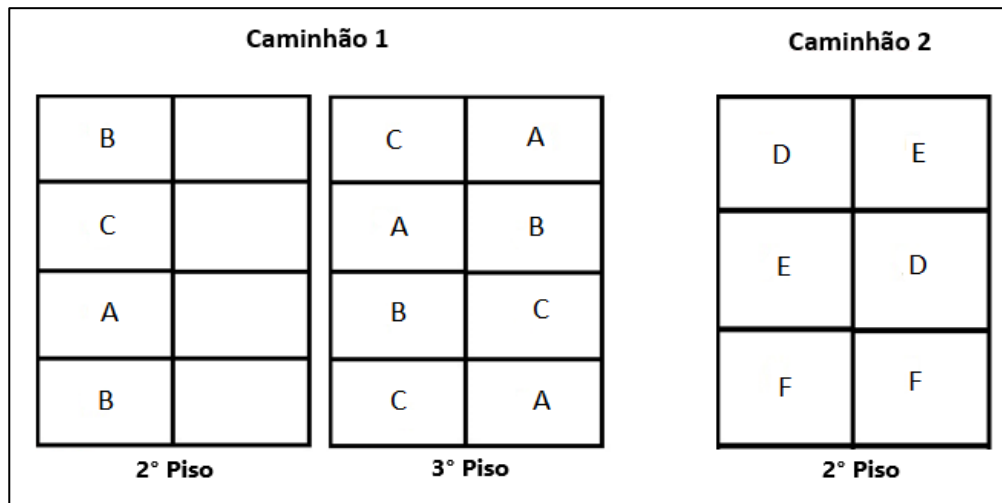 Caminhão 1
Caminhão 2
B
C A
D E
C
A B
E D
A
B C
B
C A
F F
2° Piso
3° Piso
2° Piso